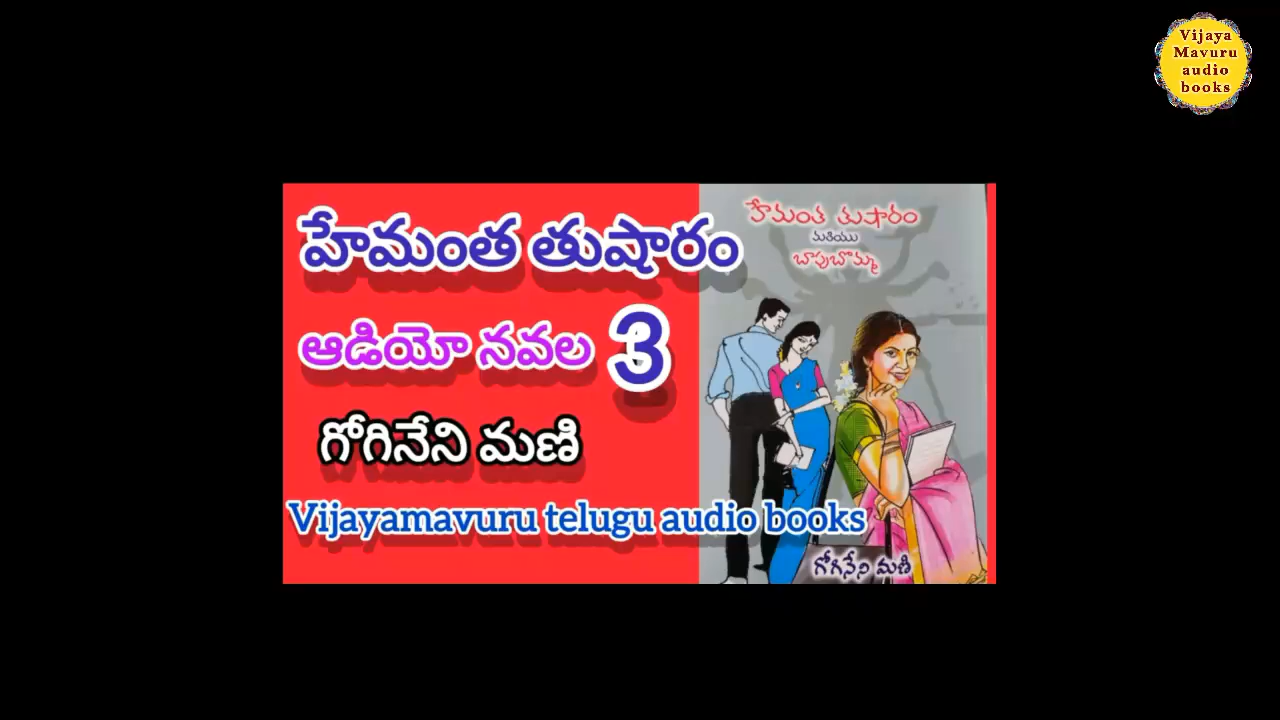 Vijaya
Mavuru
audio
books
హేమంత తుషారం
ఆడియో నవల 3
గోగినేని మణి
Vijayamavuru telugu audio books
హేమంత తుషారం
మరియు
బాపుబొమ్మ
గోగినేని మణి